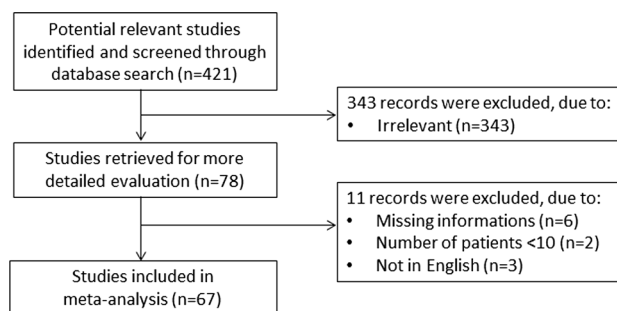 Potential relevant studies
identified and screened through
database search (n=421)
343 records were excluded, due to:
• Irrelevant (n=343)
Studies retrieved for more
detailed evaluation (n=78)
11 records were excluded, due to:
• Missing informations (n=6)
• Number of patients <10 (n=2)
• Not in English (n=3)
Studies included in
meta-analysis (n=67)